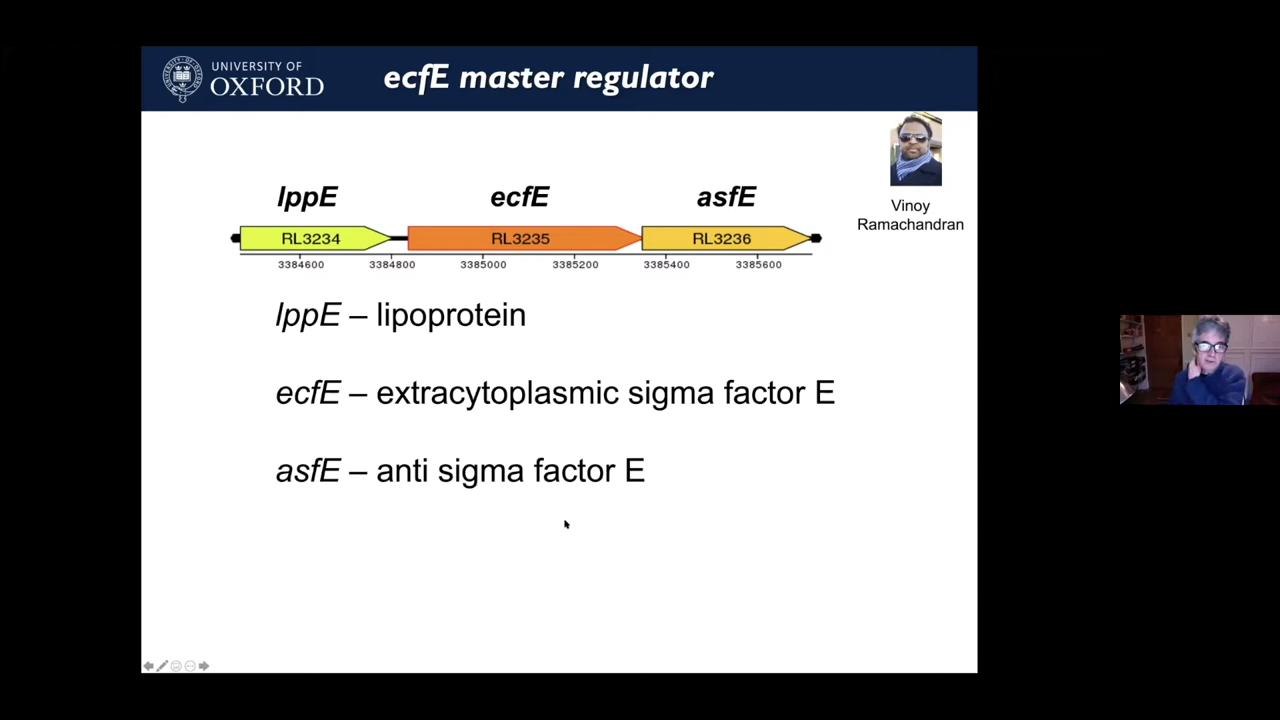 UNIVERSITY OF
OXFORD
ecfE master regulator
Vinoy
Ramachandran
lppE ecfE asfE
RL3234 RL3235 RL3236
3384600 3384800 3385000 3385200 3385400 3385600
lppE – lipoprotein
ecfE – extracytoplasmic sigma factor E
asfE – anti sigma factor E